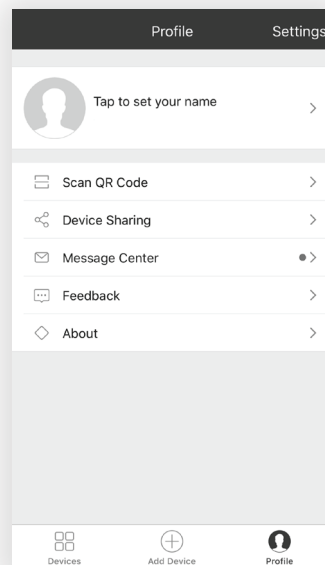 Profile
Settings
Tap to set your name
Scan QR Code
Device Sharing
Message Center
Feedback
About
Devices
Add Device
Profile